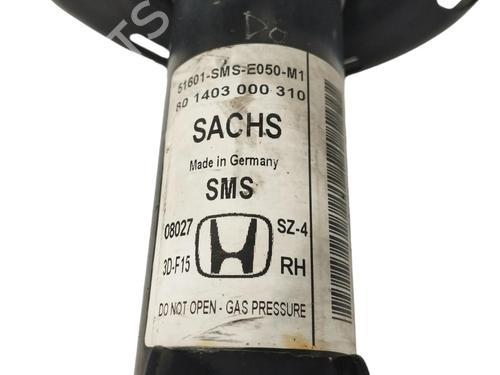 Do
51601-SMS-E050-M1
80 1403 000 310
SACHS
Made in Germany
SMS
08027 SZ-4
3D-F15 RH
DO NOT OPEN - GAS PRESSURE